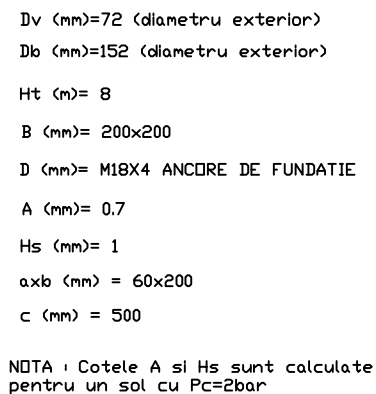 Dv (mm)=72 (diametru exterior)
Db (mm)=152 (diametru exterior)
Ht (m)= 8
B (mm)= 200x200
D (mm)= M18X4 ANCORE DE FUNDATIE
A (mm)= 0.7
Hs (mm)= 1
axb (mm) = 60x200
c (mm) = 500
NOTA : Cotele A si Hs sunt calculate
pentru un sol cu Pc=2bar